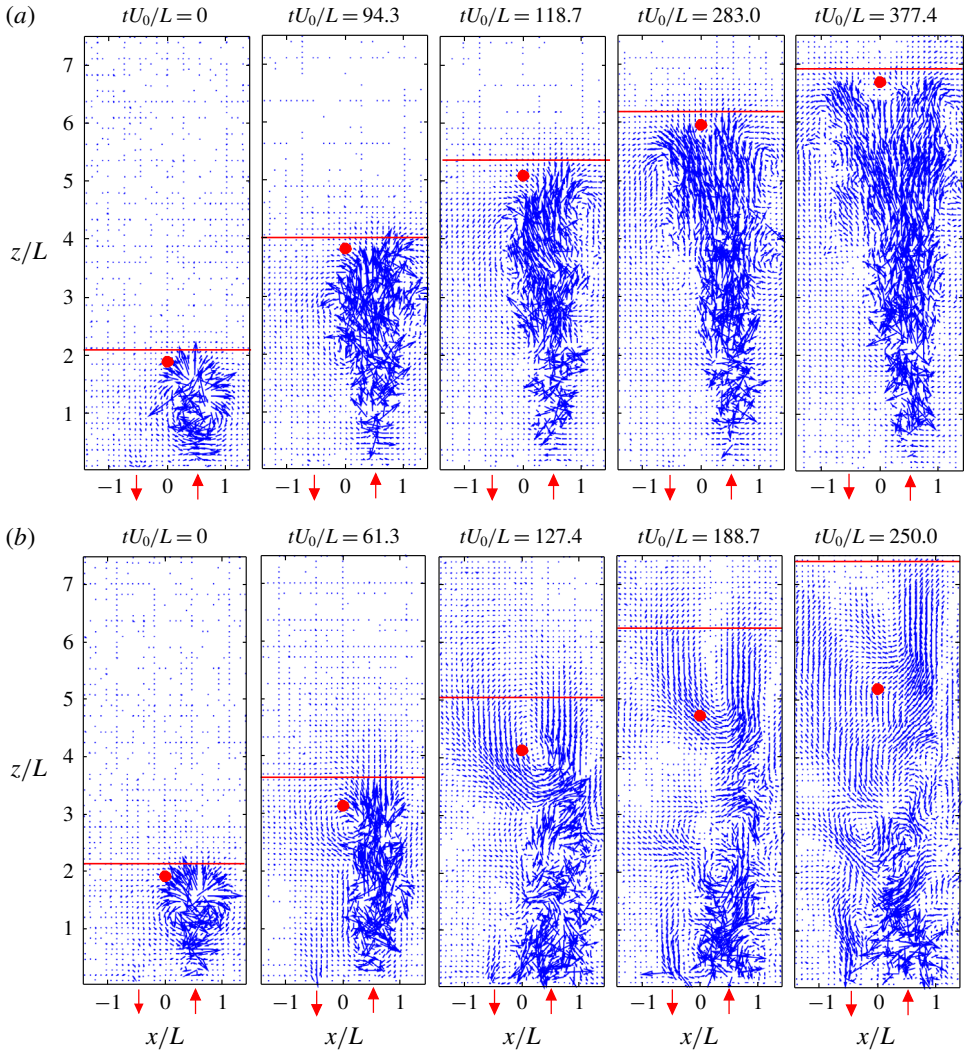 (a) tU0/L = 0 tU0/L = 94.3 tU0/L = 118.7 tU0/L = 283.0 tU0/L = 377.4
7
6
5
z/L 4
3
2
1
−1 0 1 −1 0 1 −1 0 1 −1 0 1 −1 0 1
(b) tU0/L = 0 tU0/L = 61.3 tU0/L = 127.4 tU0/L = 188.7 tU0/L = 250.0
7
6
5
z/L 4
3
2
1
−1 0 1 −1 0 1 −1 0 1 −1 0 1 −1 0 1
x/L x/L x/L x/L x/L